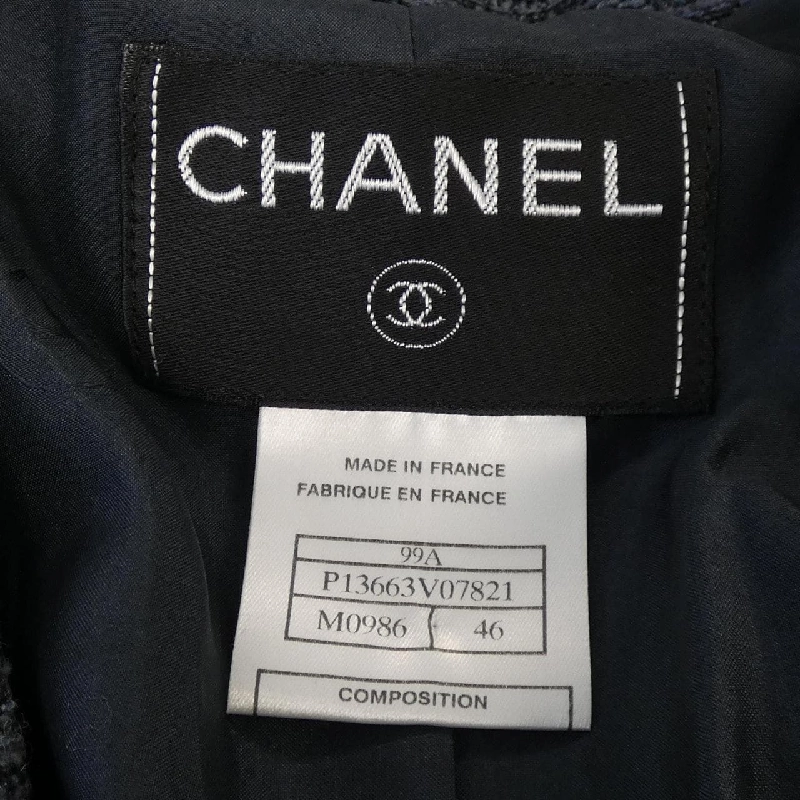 CHANEL
MADE IN FRANCE
FABRIQUE EN FRANCE
99A
P13663V07821
M0986 46
COMPOSITION